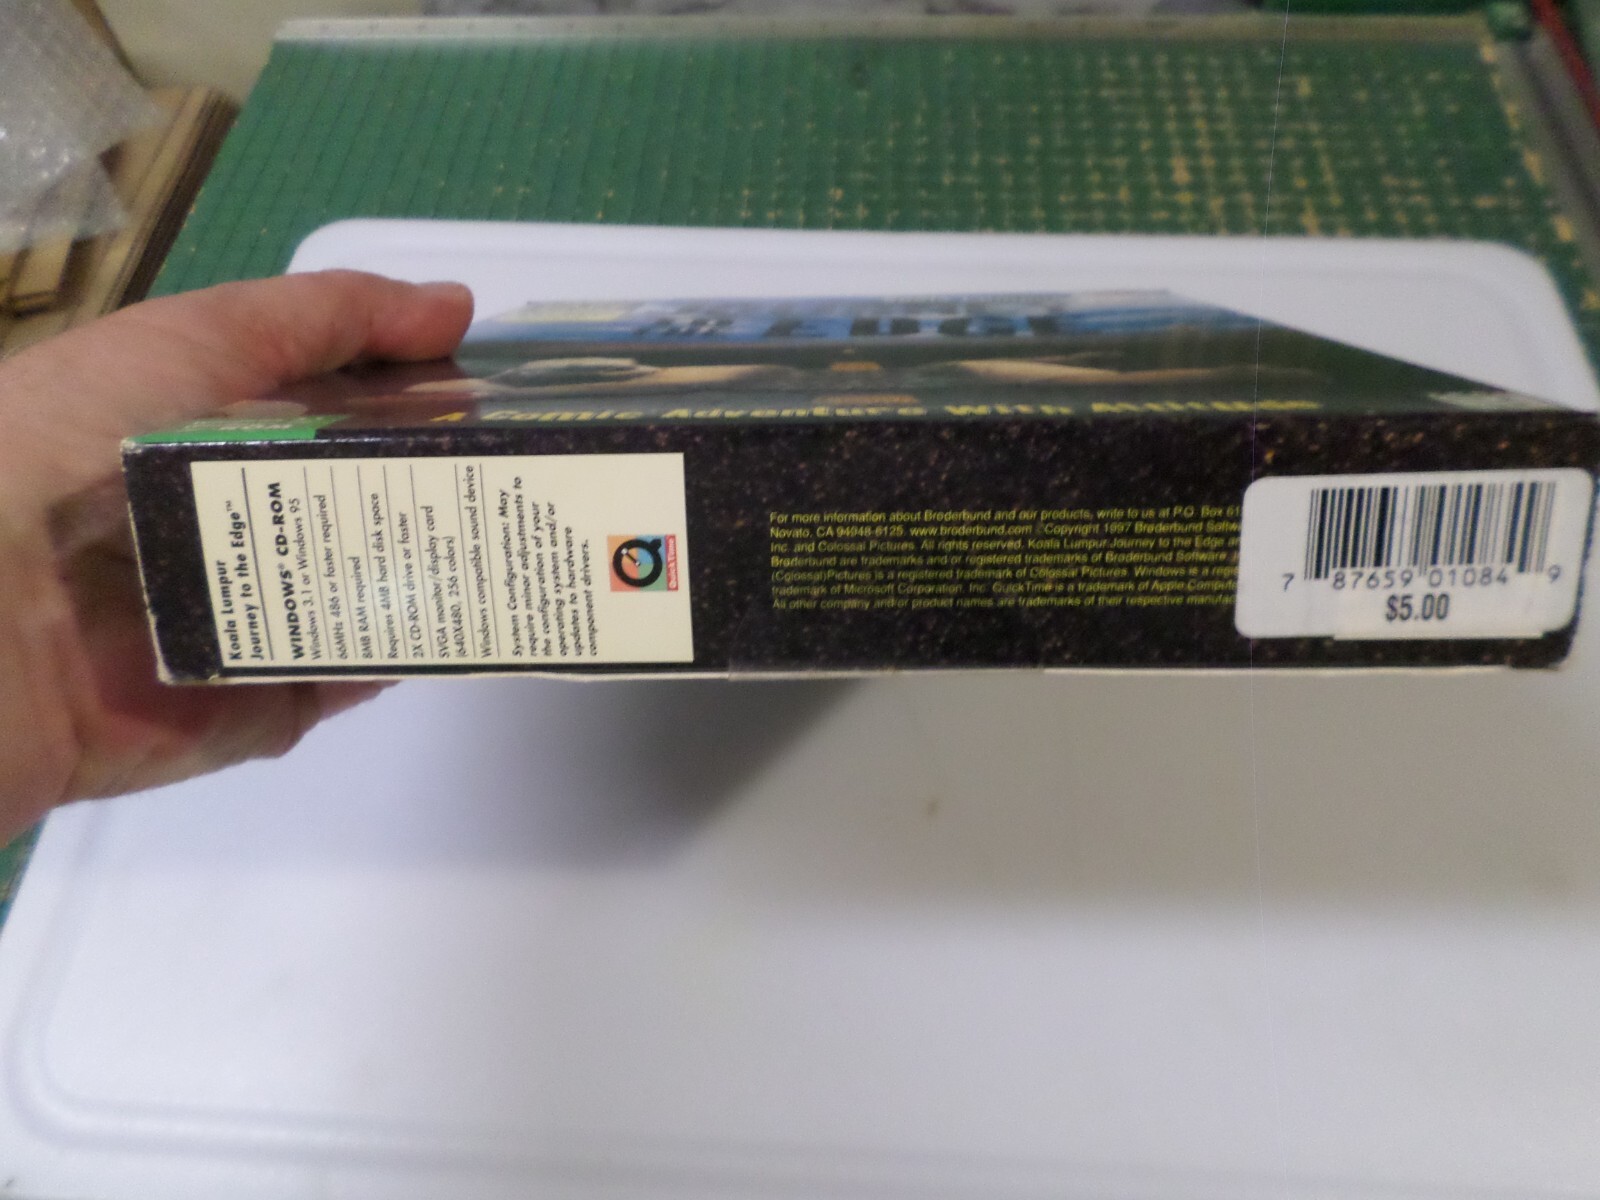 EDGE
A Comic Adventure With Attitude
Koala Lumpur
Journey to the Edge™
WINDOWS® CD-ROM
Windows 3.1 or Windows 95
66MHz 486 or faster required
8MB RAM required
Requires 4MB hard disk space
2X CD-ROM drive or faster
SVGA monitor/display card
(640X480, 256 colors)
Windows compatible sound device
System Configuration: May
require minor adjustments to
the configuration of your
operating system and/or
updates to hardware
component drivers.
QuickTime
For more information about Brøderbund and our products, write to us at P.O. Box 61
Novato, CA 94948-6125. www.broderbund.com. Copyright 1997 Brøderbund Softw
Inc. and Colossal Pictures. All rights reserved. Koala Lumpur Journey to the Edge an
Brøderbund are trademarks and/or registered trademarks of Brøderbund Software,
(Colossal)Pictures is a registered trademark of Colossal Pictures. Windows is a regi
trademark of Microsoft Corporation, Inc. QuickTime is a trademark of Apple Compute
All other company and/or product names are trademarks of their respective manufac
7 87659 01084 9
$5.00